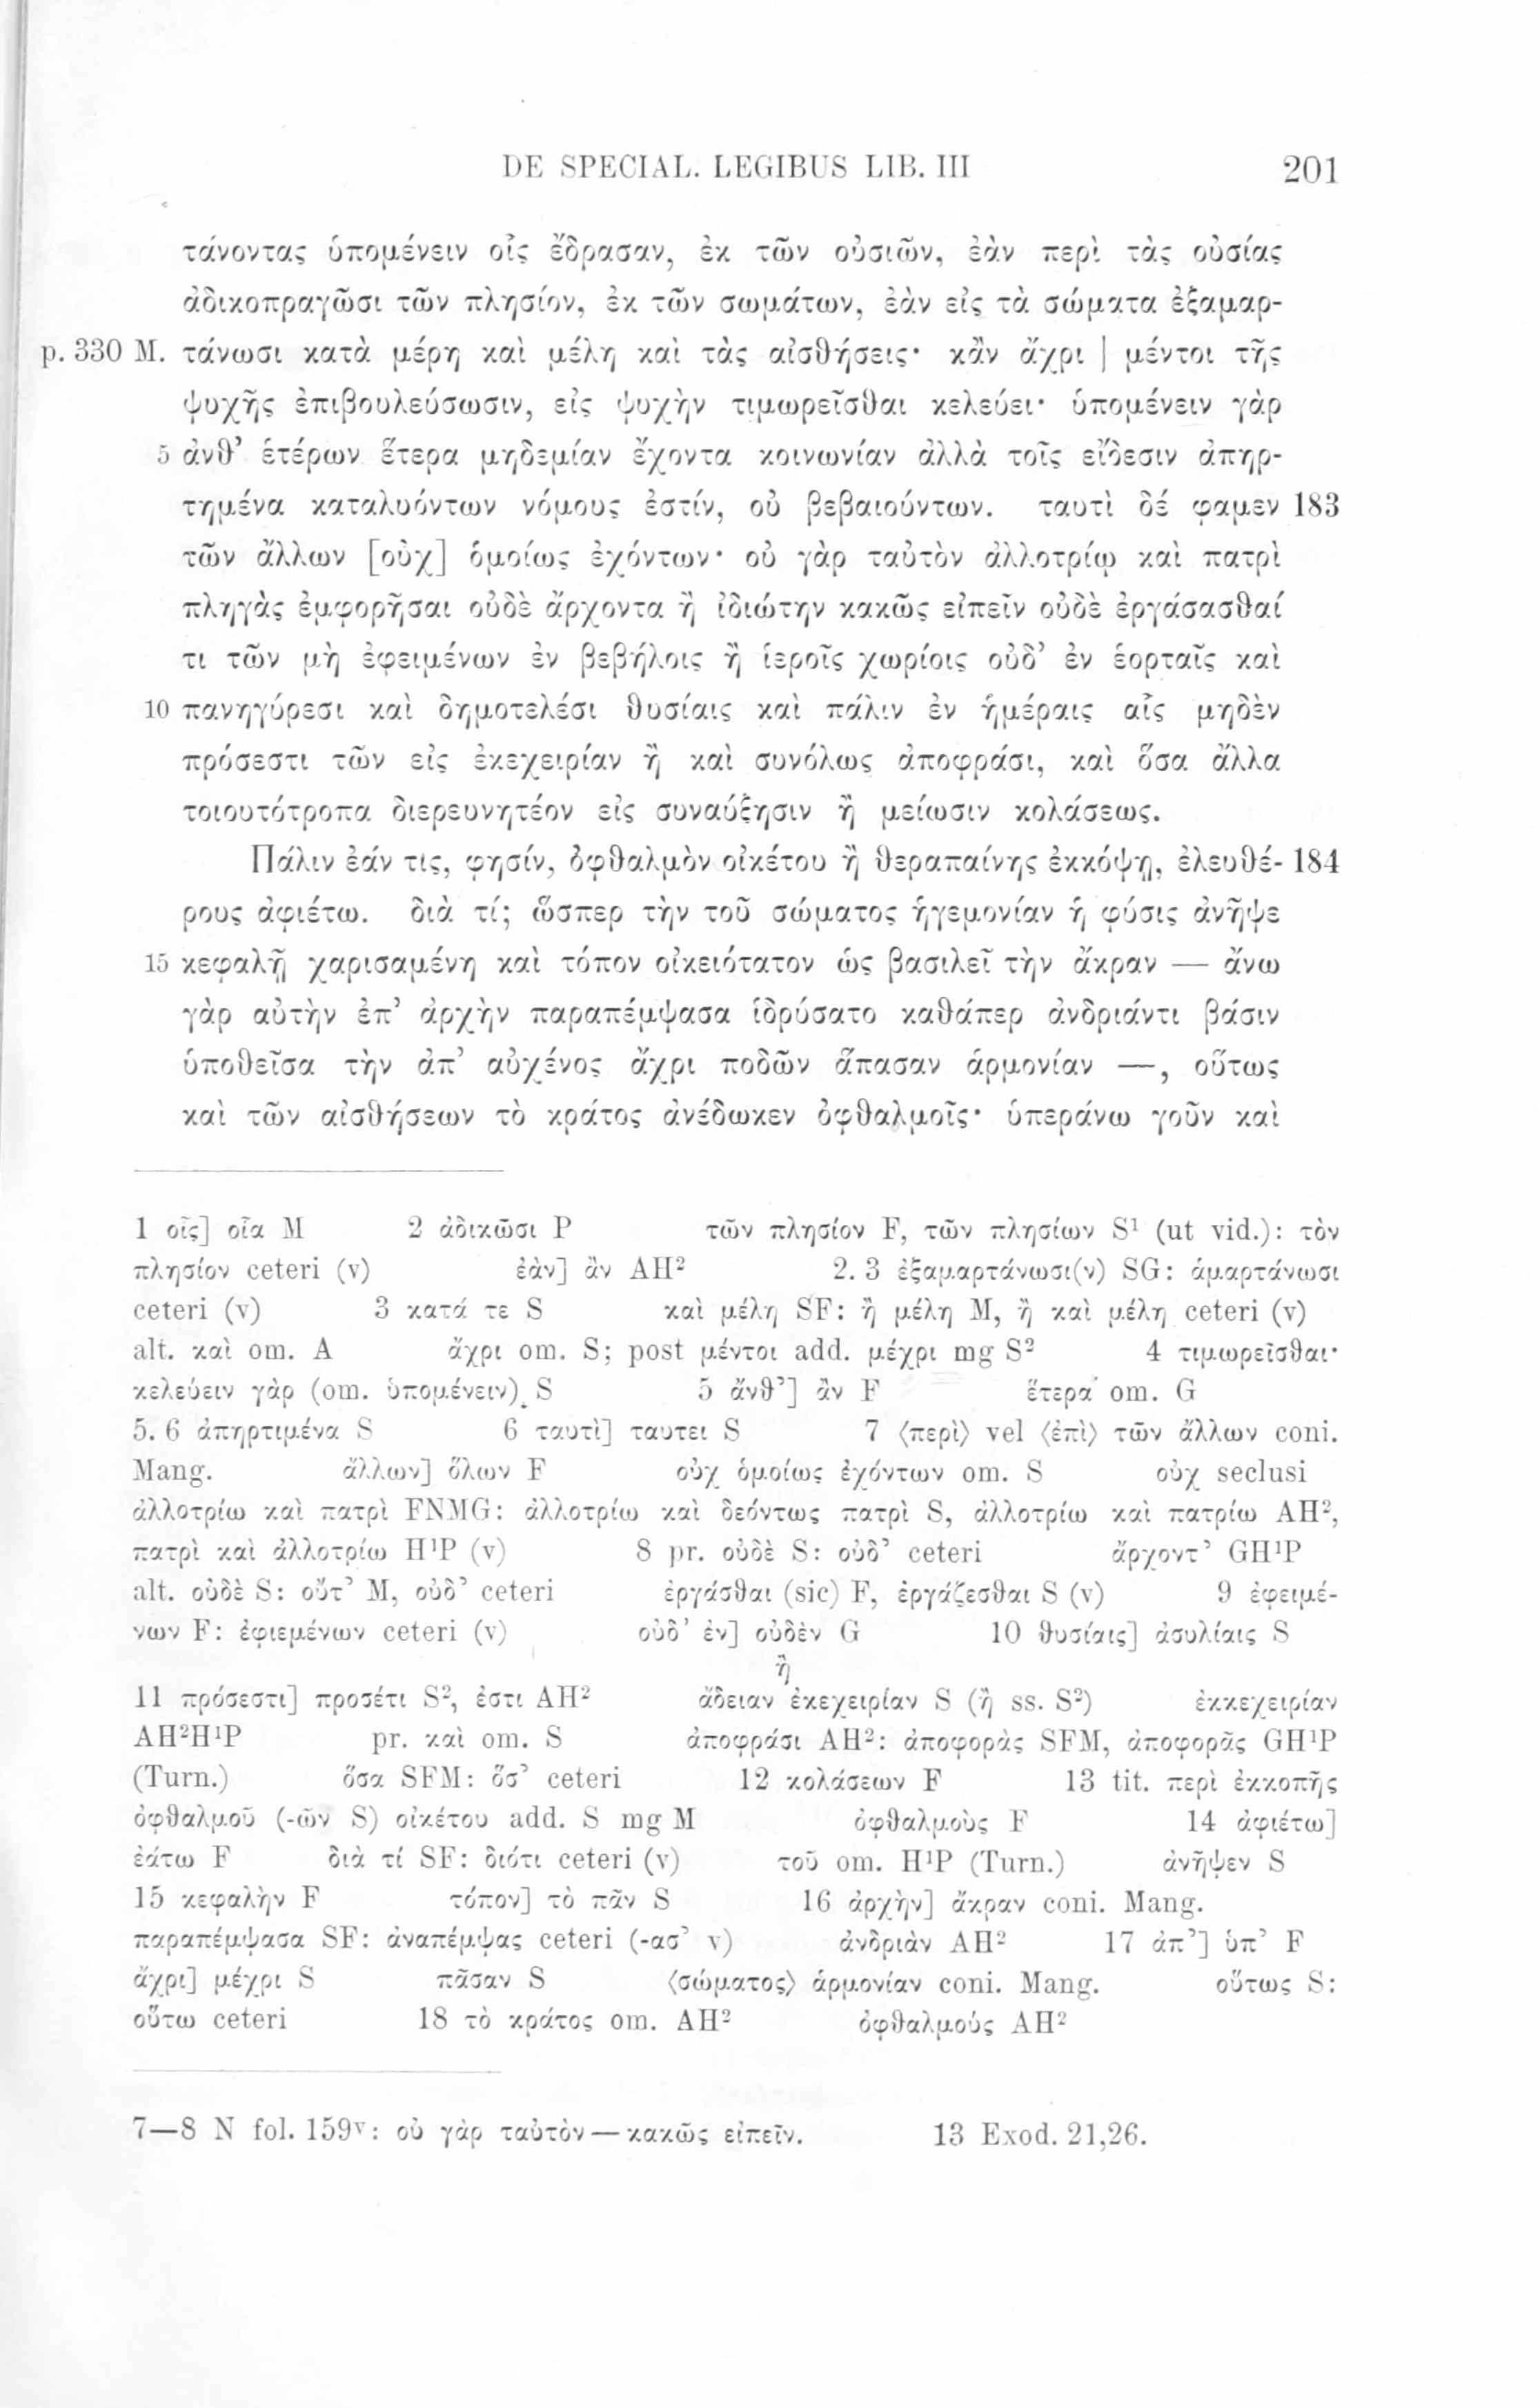 DE SPECIAL. LEGIBUS LIB. III 201
τάνοντας ὑπομένειν οἷς ἔδρασαν, ἐκ τῶν οὐσιῶν, ἐὰν περὶ τὰς οὐσίας
ἀδικοπραγῶσι τῶν πλησίον, ἐκ τῶν σωμάτων, ἐὰν εἰς τὰ σώματα ἐξαμαρ-
p. 330 M. τάνωσι κατὰ μέρη καὶ μέλη καὶ τὰς αἰσθήσεις· κἂν ἄχρι | μέντοι τῆς
ψυχῆς ἐπιβουλεύσωσιν, εἰς ψυχὴν τιμωρεῖσθαι κελεύει· ὑπομένειν γὰρ
5 ἀνθ’ ἑτέρων ἕτερα μηδεμίαν ἔχοντα κοινωνίαν ἀλλὰ τοῖς εἴδεσιν ἀπηρ-
τημένα καταλυόντων νόμους ἐστίν, οὐ βεβαιούντων. ταυτὶ δέ φαμεν 183
τῶν ἄλλων [οὐχ] ὁμοίως ἐχόντων· οὐ γὰρ ταὐτὸν ἀλλοτρίῳ καὶ πατρὶ
πληγὰς ἐμφορῆσαι οὐδὲ ἄρχοντα ἢ ἰδιώτην κακῶς εἰπεῖν οὐδὲ ἐργάσασθαί
τι τῶν μὴ ἐφειμένων ἐν βεβήλοις ἢ ἱεροῖς χωρίοις οὐδ’ ἐν ἑορταῖς καὶ
10 πανηγύρεσι καὶ δημοτελέσι θυσίαις καὶ πάλιν ἐν ἡμέραις αἷς μηδὲν
πρόσεστι τῶν εἰς ἐκεχειρίαν ἢ καὶ συνόλως ἀποφράσι, καὶ ὅσα ἄλλα
τοιουτότροπα διερευνητέον εἰς συναύξησιν ἢ μείωσιν κολάσεως.
Πάλιν ἐάν τις, φησίν, ὀφθαλμὸν οἰκέτου ἢ θεραπαίνης ἐκκόψῃ, ἐλευθέ- 184
ρους ἀφιέτω. διὰ τί; ὥσπερ τὴν τοῦ σώματος ἡγεμονίαν ἡ φύσις ἀνῆψε
15 κεφαλῇ χαρισαμένη καὶ τόπον οἰκειότατον ὡς βασιλεῖ τὴν ἄκραν — ἄνω
γὰρ αὐτὴν ἐπ’ ἀρχὴν παραπέμψασα ἱδρύσατο καθάπερ ἀνδριάντι βάσιν
ὑποθεῖσα τὴν ἀπ’ αὐχένος ἄχρι ποδῶν ἅπασαν ἁρμονίαν —, οὕτως
καὶ τῶν αἰσθήσεων τὸ κράτος ἀνέδωκεν ὀφθαλμοῖς· ὑπεράνω γοῦν καὶ
1 οἷς] οἷα M 2 ἀδικῶσι P τῶν πλησίον F, τῶν πλησίων S¹ (ut vid.): τὸν
πλησίον ceteri (v) ἐὰν] ἂν AH² 2. 3 ἐξαμαρτάνωσι(ν) SG: ἁμαρτάνωσι
ceteri (v) 3 κατά τε S καὶ μέλη SF: ἢ μέλη M, ἢ καὶ μέλη ceteri (v)
alt. καὶ om. A ἄχρι om. S; post μέντοι add. μέχρι mg S² 4 τιμωρεῖσθαι·
κελεύειν γὰρ (om. ὑπομένειν) S 5 ἀνθ’] ἂν F ἕτερα om. G
5. 6 ἀπηρτιμένα S 6 ταυτὶ] ταυτει S 7 ⟨περὶ⟩ vel ⟨ἐπὶ⟩ τῶν ἄλλων coni.
Mang. ἄλλων] ὅλων F οὐχ ὁμοίως ἐχόντων om. S οὐχ seclusi
ἀλλοτρίω καὶ πατρὶ FNMG: ἀλλοτρίω καὶ δεόντως πατρὶ S, ἀλλοτρίω καὶ πατρίω AH²,
πατρὶ καὶ ἀλλοτρίω H¹P (v) 8 pr. οὐδὲ S: οὐδ’ ceteri ἄρχοντ’ GH¹P
alt. οὐδὲ S: οὔτ’ M, οὐδ’ ceteri ἐργάσθαι (sic) F, ἐργάζεσθαι S (v) 9 ἐφειμέ-
νων F: ἐφιεμένων ceteri (v) οὐδ’ ἐν] οὐδὲν G 10 θυσίαις] ἀσυλίαις S
ἢ
11 πρόσεστι] προσέτι S², ἐστι AH² ἄδειαν ἐκεχειρίαν S (ἢ ss. S²) ἐκκεχειρίαν
AH²H¹P pr. καὶ om. S ἀποφράσι AH²: ἀποφορὰς SFM, ἀποφορᾶς GH¹P
(Turn.) ὅσα SFM: ὅσ’ ceteri 12 κολάσεων F 13 tit. περὶ ἐκκοπῆς
ὀφθαλμοῦ (-ῶν S) οἰκέτου add. S mg M ὀφθαλμοὺς F 14 ἀφιέτω]
ἐάτω F διὰ τί SF: διότι ceteri (v) τοῦ om. H¹P (Turn.) ἀνῆψεν S
15 κεφαλὴν F τόπον] τὸ πᾶν S 16 ἀρχὴν] ἄκραν coni. Mang.
παραπέμψασα SF: ἀναπέμψας ceteri (-ασ’ v) ἀνδριὰν AH² 17 ἀπ’] ὑπ’ F
ἄχρι] μέχρι S πᾶσαν S ⟨σώματος⟩ ἁρμονίαν coni. Mang. οὕτως S:
οὕτω ceteri 18 τὸ κράτος om. AH² ὀφθαλμούς AH²
7—8 N fol. 159v: οὐ γὰρ ταὐτὸν — κακῶς εἰπεῖν. 13 Exod. 21,26.